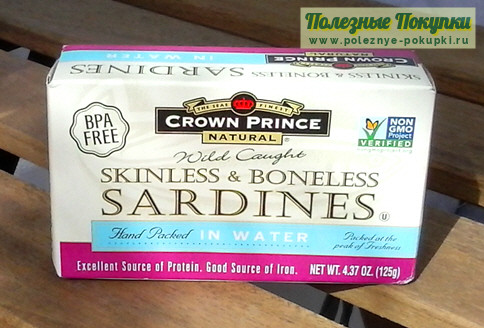 Полезные Покупки
www.poleznye-pokupki.ru
IN WATER
SKINLESS & BONELESS SARDINES
BPA
FREE
CROWN PRINCE
NATURAL®
NON
GMO
Project
VERIFIED
Wild Caught
SKINLESS & BONELESS
SARDINES
Hand Packed IN WATER
Packed at the
peak of Freshness
Excellent Source of Protein. Good Source of Iron. NET WT. 4.37 OZ. (125g)